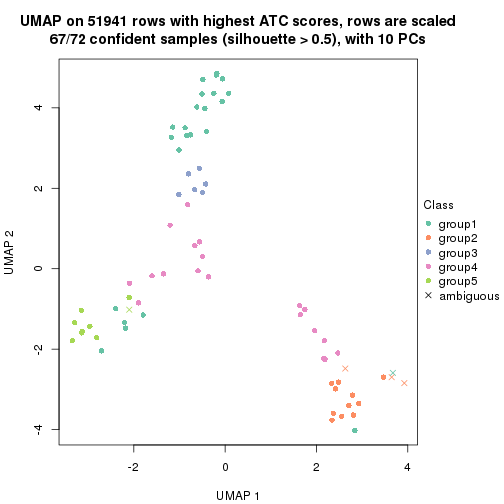 UMAP on 51941 rows with highest ATC scores, rows are scaled
67/72 confident samples (silhouette > 0.5), with 10 PCs
4
2
0
-2
-4
UMAP 2
-2
0
2
4
UMAP 1
Class
group1
group2
group3
group4
group5
ambiguous